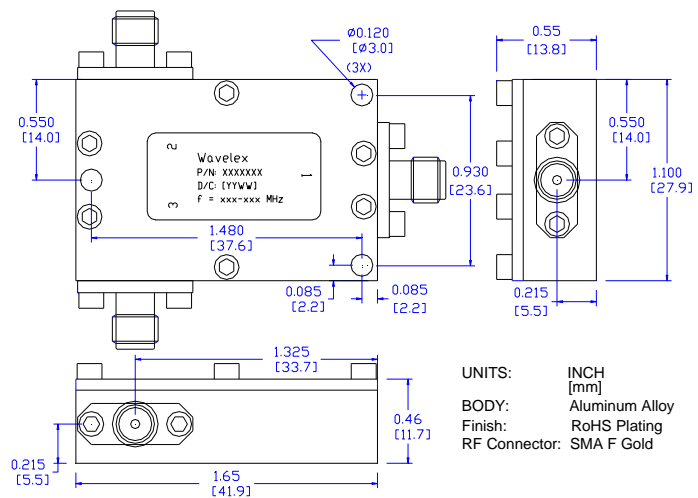 Ø0.120
[Ø3.0]
(3X)
0.55
[13.8]
0.550
[14.0]
2
Wavelex
P/N: XXXXXXX
D/C: [YYWW]
f = xxx-xxx MHz
1
3
0.930
[23.6]
0.550
[14.0]
1.100
[27.9]
1.480
[37.6]
0.085
[2.2]
0.085
[2.2]
0.215
[5.5]
1.325
[33.7]
0.46
[11.7]
0.215
[5.5]
1.65
[41.9]
UNITS: INCH
[mm]
BODY: Aluminum Alloy
Finish: RoHS Plating
RF Connector: SMA F Gold